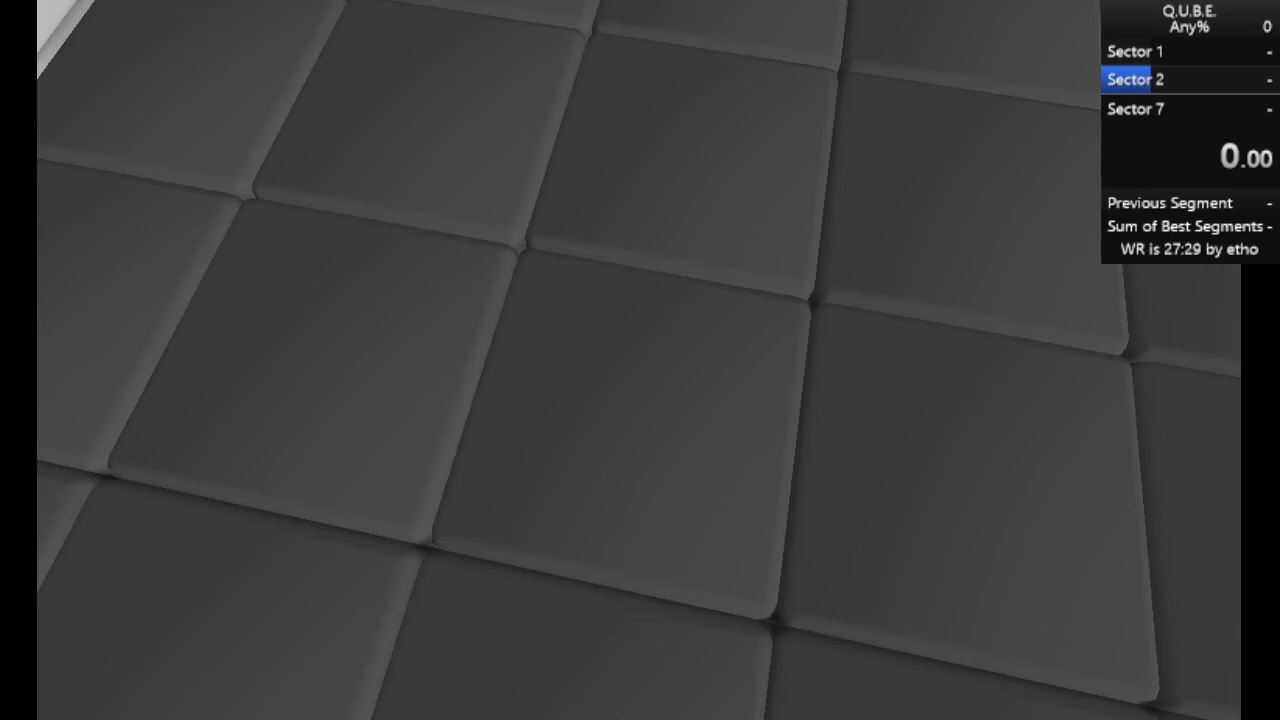 Q.U.B.E.
Any% 0
Sector 1 -
Sector 2 -
Sector 7 -
0.00
Previous Segment -
Sum of Best Segments -
WR is 27:29 by etho